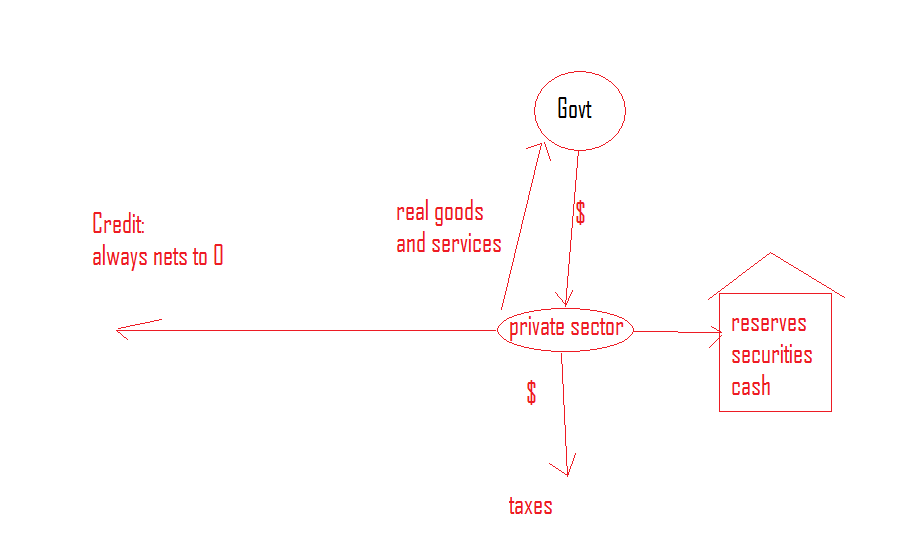 Govt
$
real goods
and services
Credit:
always nets to 0
private sector
reserves
securities
cash
$
taxes